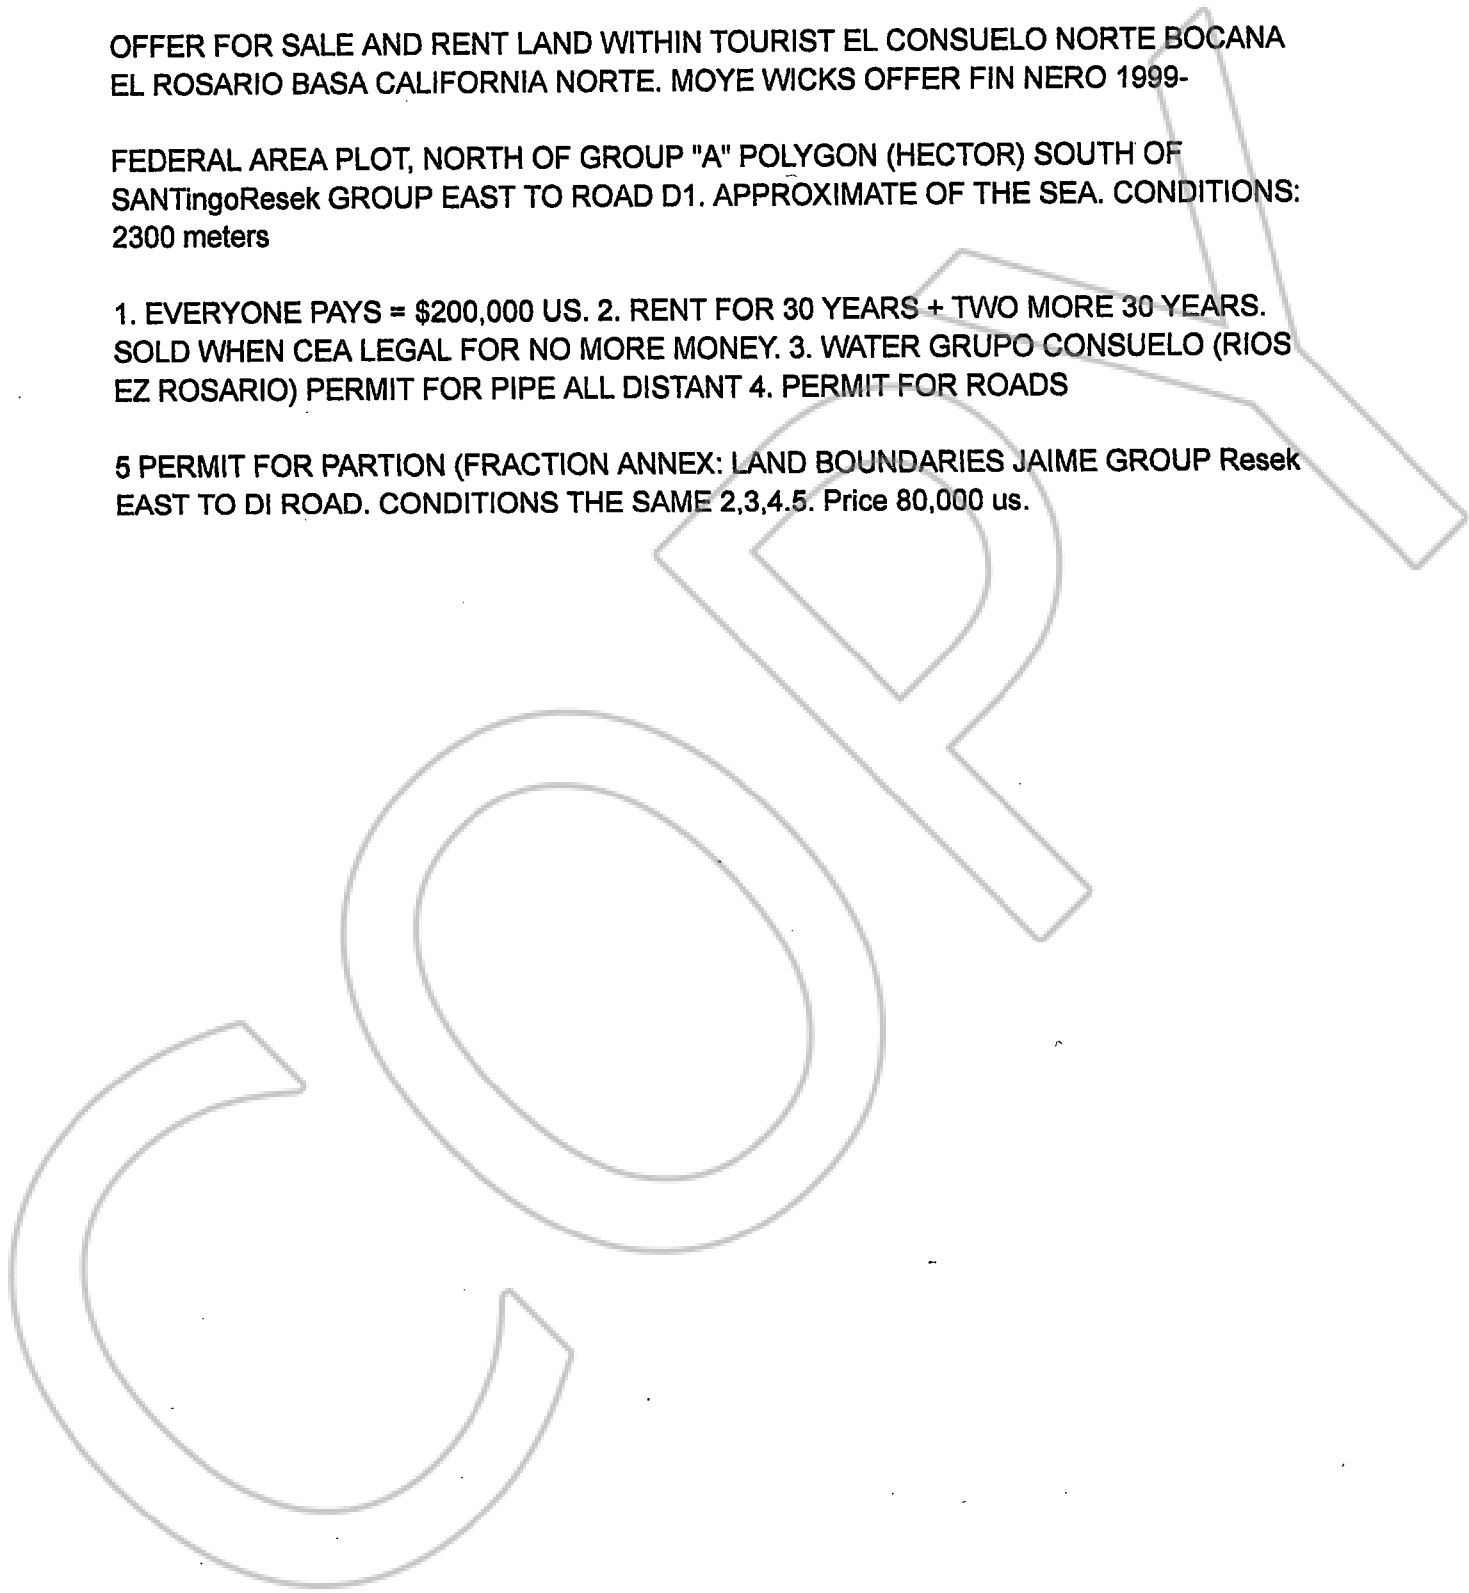 OFFER FOR SALE AND RENT LAND WITHIN TOURIST EL CONSUELO NORTE BOCANA
EL ROSARIO BASA CALIFORNIA NORTE. MOYE WICKS OFFER FIN NERO 1999-
FEDERAL AREA PLOT, NORTH OF GROUP "A" POLYGON (HECTOR) SOUTH OF
SANTingoResek GROUP EAST TO ROAD D1. APPROXIMATE OF THE SEA. CONDITIONS:
2300 meters
1. EVERYONE PAYS = $200,000 US. 2. RENT FOR 30 YEARS + TWO MORE 30 YEARS.
SOLD WHEN CEA LEGAL FOR NO MORE MONEY. 3. WATER GRUPO CONSUELO (RIOS
EZ ROSARIO) PERMIT FOR PIPE ALL DISTANT 4. PERMIT FOR ROADS
5 PERMIT FOR PARTION (FRACTION ANNEX: LAND BOUNDARIES JAIME GROUP Resek
EAST TO DI ROAD. CONDITIONS THE SAME 2,3,4.5. Price 80,000 us.
COPY